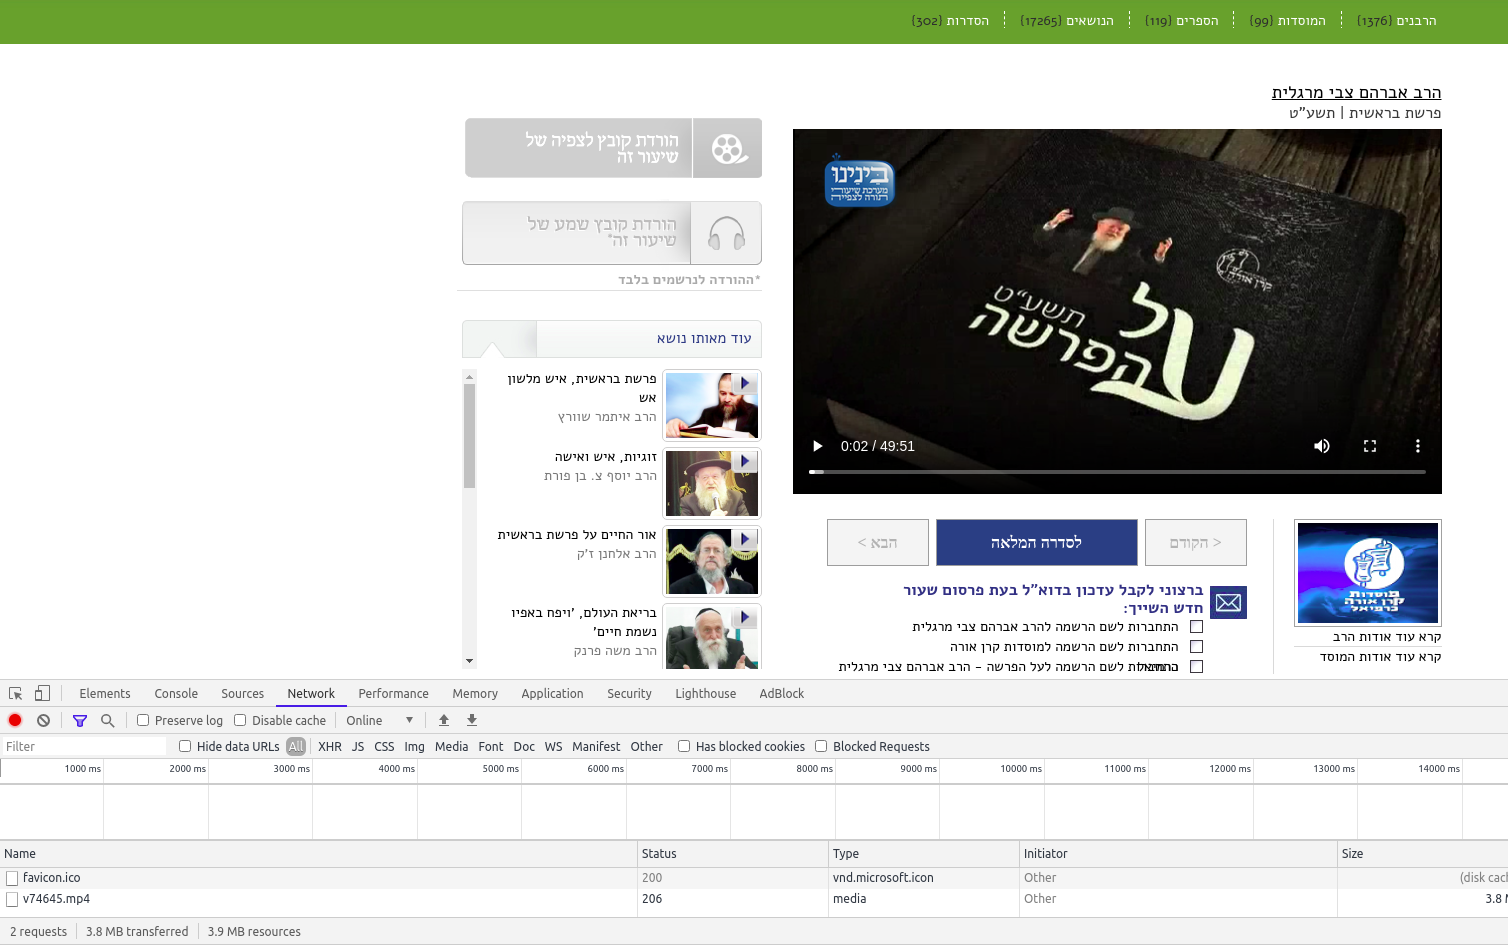 הרבנים (1376)
המוסדות (99)
הספרים (119)
הנושאים (17265)
הסדרות (302)
הרב אברהם צבי מרגלית
פרשת בראשית | תשע"ט
בינינו
מערכת שיעורי
תורה לצפייה
קרן אורה
על
הפרשה
תשע"ט
0:02 / 49:51
הורדת קובץ לצפיה של
שיעור זה
הורדת קובץ שמע של
שיעור זה*
*ההורדה לנרשמים בלבד
עוד מאותו נושא
פרשת בראשית, איש מלשון
אש
הרב איתמר שוורץ
זוגיות, איש ואישה
הרב יוסף צ. בן פורת
אור החיים על פרשת בראשית
הרב אלחנן ז'ק
בריאת העולם, 'ויפח באפיו
נשמת חיים'
הרב משה פרנק
< הקודם
לסדרה המלאה
הבא >
ברצוני לקבל עדכון בדוא"ל בעת פרסום שעור
חדש השייך:
התחברות לשם הרשמה להרב אברהם צבי מרגלית
התחברות לשם הרשמה למוסדות קרן אורה
לשם הרשמה לעל הפרשה - הרב אברהם צבי מרגלית
מוסדות
קרן אורה
כרמיאל
קרא עוד אודות הרב
קרא עוד אודות המוסד
Elements Console Sources Network Performance Memory Application Security Lighthouse AdBlock
Preserve log Disable cache Online
Filter Hide data URLs All XHR JS CSS Img Media Font Doc WS Manifest Other Has blocked cookies Blocked Requests
1000 ms 2000 ms 3000 ms 4000 ms 5000 ms 6000 ms 7000 ms 8000 ms 9000 ms 10000 ms 11000 ms 12000 ms 13000 ms 14000 ms
Name Status Type Initiator Size
favicon.ico 200 vnd.microsoft.icon Other (disk cach
v74645.mp4 206 media Other 3.8 M
2 requests 3.8 MB transferred 3.9 MB resources